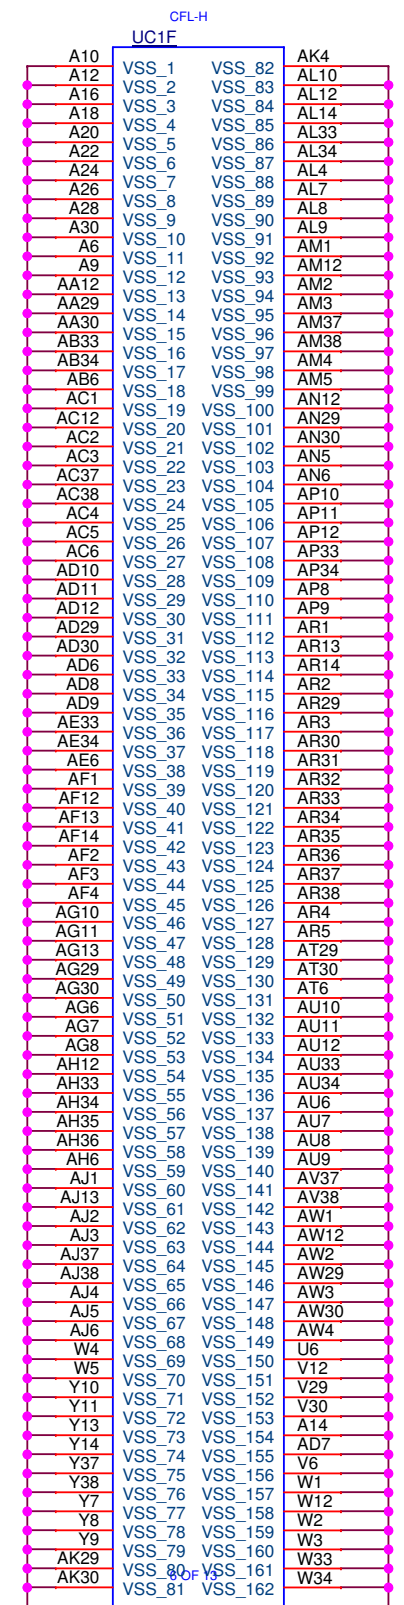 CFL-H
UC1F
A10 VSS_1 VSS_82 AK4
A12 VSS_2 VSS_83 AL10
A16 VSS_3 VSS_84 AL12
A18 VSS_4 VSS_85 AL14
A20 VSS_5 VSS_86 AL33
A22 VSS_6 VSS_87 AL34
A24 VSS_7 VSS_88 AL4
A26 VSS_8 VSS_89 AL7
A28 VSS_9 VSS_90 AL8
A30 VSS_10 VSS_91 AL9
A6 VSS_11 VSS_92 AM1
A9 VSS_12 VSS_93 AM12
AA12 VSS_13 VSS_94 AM2
AA29 VSS_14 VSS_95 AM3
AA30 VSS_15 VSS_96 AM37
AB33 VSS_16 VSS_97 AM38
AB34 VSS_17 VSS_98 AM4
AB6 VSS_18 VSS_99 AM5
AC1 VSS_19 VSS_100 AN12
AC12 VSS_20 VSS_101 AN29
AC2 VSS_21 VSS_102 AN30
AC3 VSS_22 VSS_103 AN5
AC37 VSS_23 VSS_104 AN6
AC38 VSS_24 VSS_105 AP10
AC4 VSS_25 VSS_106 AP11
AC5 VSS_26 VSS_107 AP12
AC6 VSS_27 VSS_108 AP33
AD10 VSS_28 VSS_109 AP34
AD11 VSS_29 VSS_110 AP8
AD12 VSS_30 VSS_111 AP9
AD29 VSS_31 VSS_112 AR1
AD30 VSS_32 VSS_113 AR13
AD6 VSS_33 VSS_114 AR14
AD8 VSS_34 VSS_115 AR2
AD9 VSS_35 VSS_116 AR29
AE33 VSS_36 VSS_117 AR3
AE34 VSS_37 VSS_118 AR30
AE6 VSS_38 VSS_119 AR31
AF1 VSS_39 VSS_120 AR32
AF12 VSS_40 VSS_121 AR33
AF13 VSS_41 VSS_122 AR34
AF14 VSS_42 VSS_123 AR35
AF2 VSS_43 VSS_124 AR36
AF3 VSS_44 VSS_125 AR37
AF4 VSS_45 VSS_126 AR38
AG10 VSS_46 VSS_127 AR4
AG11 VSS_47 VSS_128 AR5
AG13 VSS_48 VSS_129 AT29
AG29 VSS_49 VSS_130 AT30
AG30 VSS_50 VSS_131 AT6
AG6 VSS_51 VSS_132 AU10
AG7 VSS_52 VSS_133 AU11
AG8 VSS_53 VSS_134 AU12
AH12 VSS_54 VSS_135 AU33
AH33 VSS_55 VSS_136 AU34
AH34 VSS_56 VSS_137 AU6
AH35 VSS_57 VSS_138 AU7
AH36 VSS_58 VSS_139 AU8
AH6 VSS_59 VSS_140 AU9
AJ1 VSS_60 VSS_141 AV37
AJ13 VSS_61 VSS_142 AV38
AJ2 VSS_62 VSS_143 AW1
AJ3 VSS_63 VSS_144 AW12
AJ37 VSS_64 VSS_145 AW2
AJ38 VSS_65 VSS_146 AW29
AJ4 VSS_66 VSS_147 AW3
AJ5 VSS_67 VSS_148 AW30
AJ6 VSS_68 VSS_149 AW4
W4 VSS_69 VSS_150 U6
W5 VSS_70 VSS_151 V12
Y10 VSS_71 VSS_152 V29
Y11 VSS_72 VSS_153 V30
Y13 VSS_73 VSS_154 A14
Y14 VSS_74 VSS_155 AD7
Y37 VSS_75 VSS_156 V6
Y38 VSS_76 VSS_157 W1
Y7 VSS_77 VSS_158 W12
Y8 VSS_78 VSS_159 W2
Y9 VSS_79 VSS_160 W3
AK29 VSS_80 VSS_161 W33
6 OF 13
AK30 VSS_81 VSS_162 W34